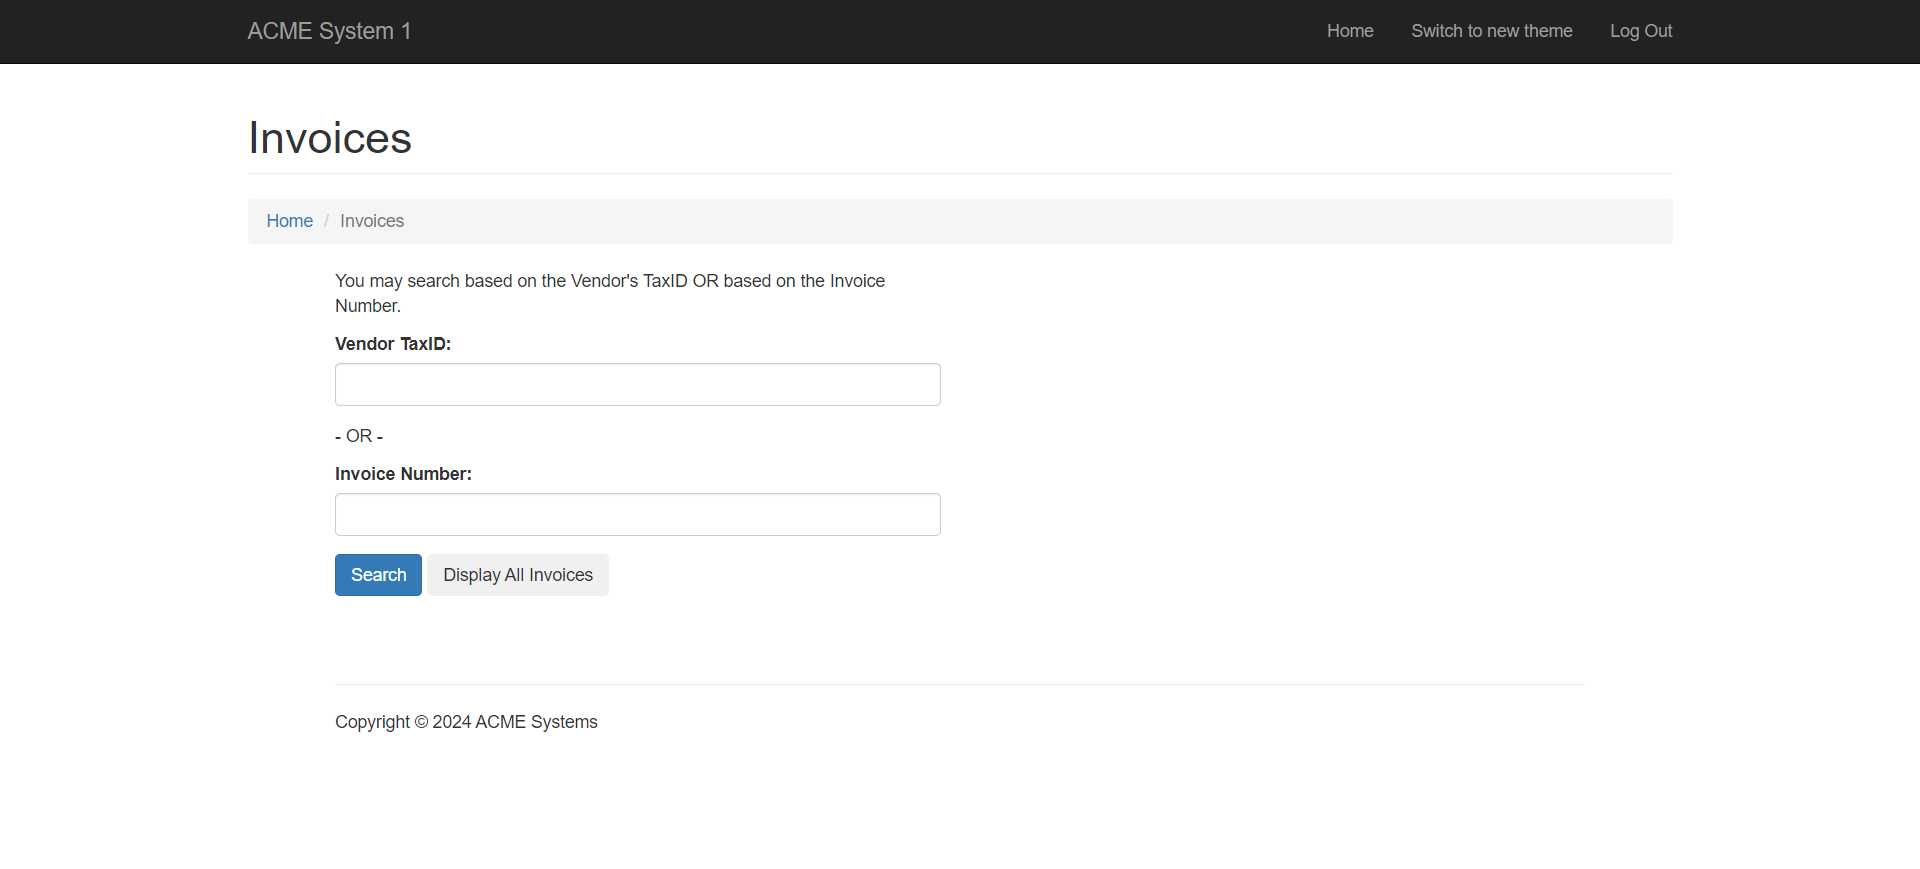 ACME System 1
Home
Switch to new theme
Log Out
Invoices
Home / Invoices
You may search based on the Vendor's TaxID OR based on the Invoice
Number.
Vendor TaxID:
- OR -
Invoice Number:
Search
Display All Invoices
Copyright © 2024 ACME Systems